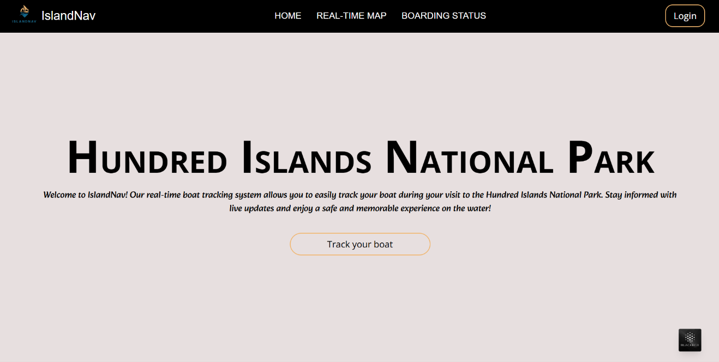 ISLANDNAV
IslandNav
HOME
REAL-TIME MAP
BOARDING STATUS
Login
Hundred Islands National Park
Welcome to IslandNav! Our real-time boat tracking system allows you to easily track your boat during your visit to the Hundred Islands National Park. Stay informed with
live updates and enjoy a safe and memorable experience on the water!
Track your boat